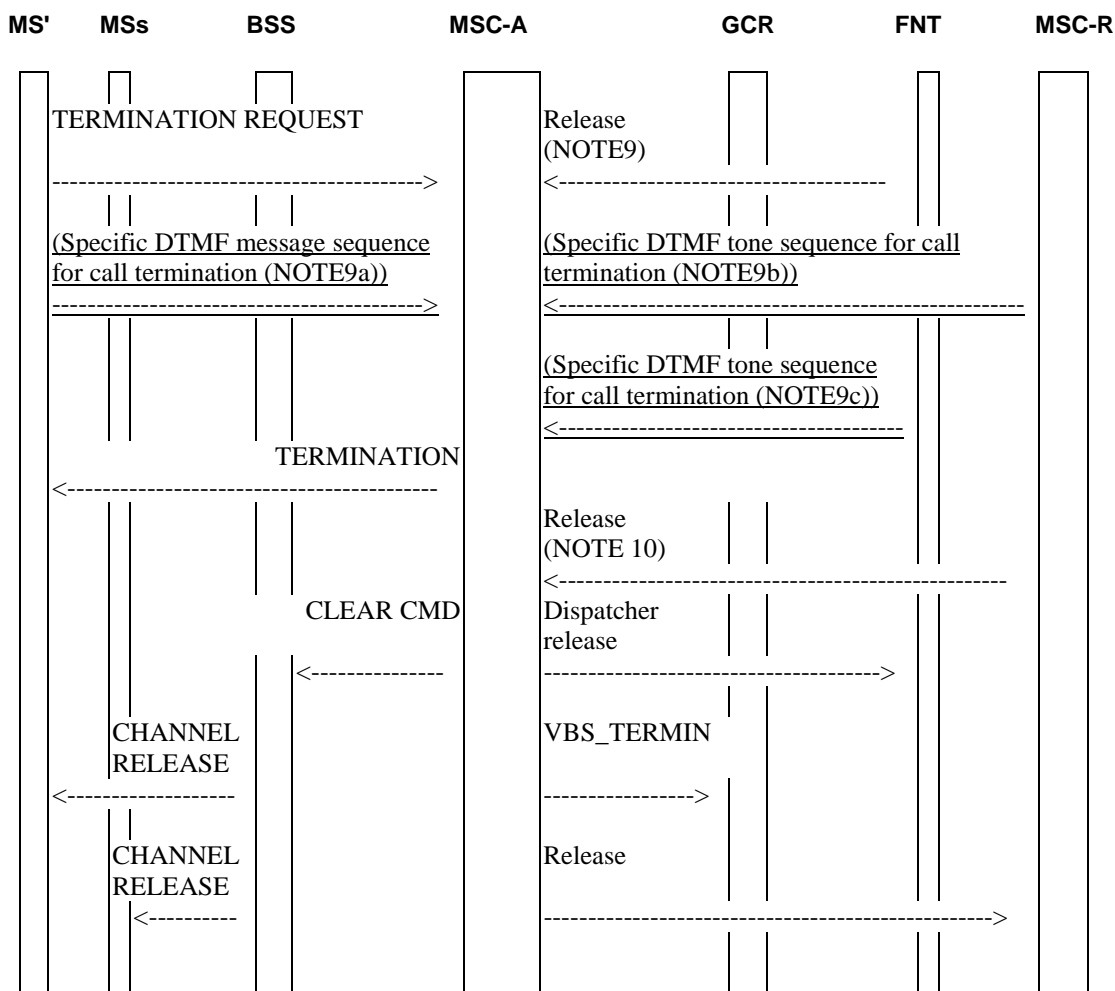 MS' MSs BSS MSC-A GCR FNT MSC-R
TERMINATION REQUEST
Release
(NOTE9)
(Specific DTMF message sequence
for call termination (NOTE9a))
(Specific DTMF tone sequence for call
termination (NOTE9b))
(Specific DTMF tone sequence
for call termination (NOTE9c))
TERMINATION
Release
(NOTE 10)
CLEAR CMD
Dispatcher
release
CHANNEL
RELEASE
VBS_TERMIN
CHANNEL
RELEASE
Release